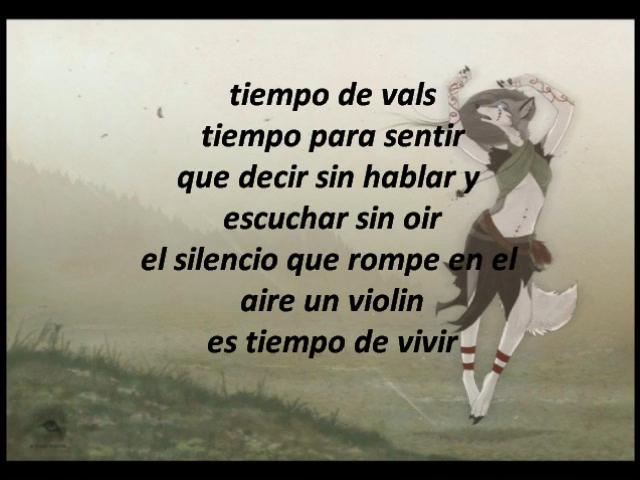 tiempo de vals
tiempo para sentir
que decir sin hablar y
escuchar sin oir
el silencio que rompe en el
aire un violin
es tiempo de vivir